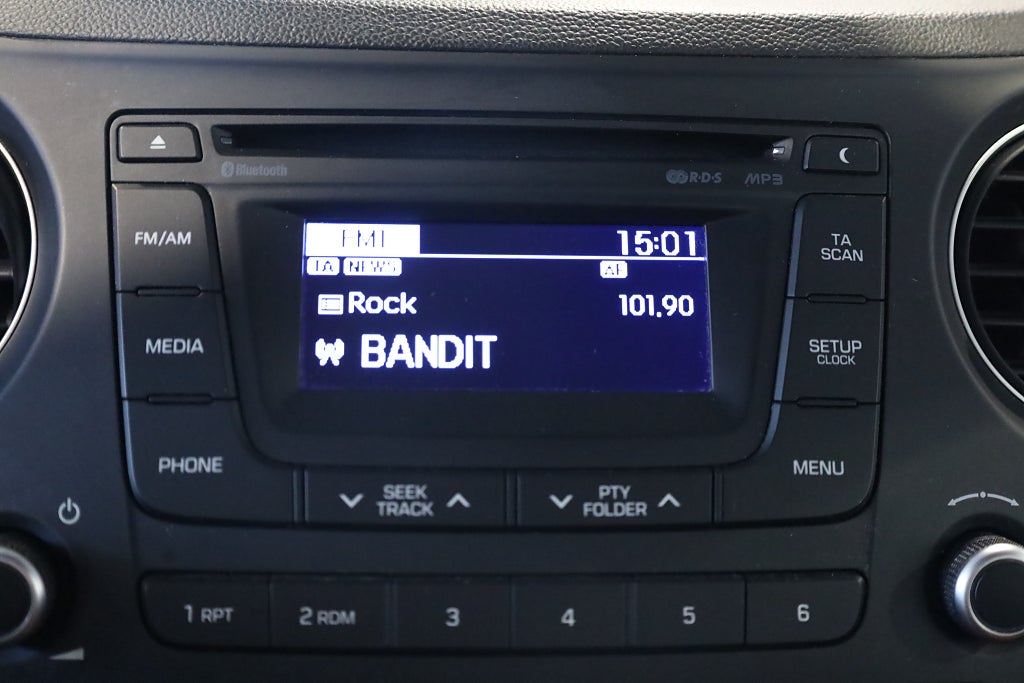 Bluetooth
R·D·S MP3
FM/AM
MEDIA
PHONE
FM1 15:01
TA NEWS AF
Rock 101.90
BANDIT
TA
SCAN
SETUP
CLOCK
MENU
SEEK
TRACK
PTY
FOLDER
1 RPT
2 RDM
3
4
5
6